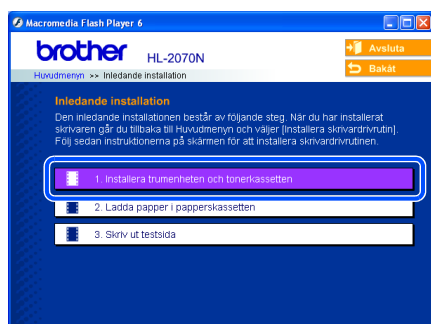 Macromedia Flash Player 6
brother HL-2070N
Avsluta
Bakåt
Huvudmenyn >> Inledande installation
Inledande installation
Den inledande installationen består av följande steg. När du har installerat
skrivaren går du tillbaka till Huvudmenyn och väljer [Installera skrivardrivrutin].
Följ sedan instruktionerna på skärmen för att installera skrivardrivrutinen.
1. Installera trumenheten och tonerkassetten
2. Ladda papper i papperskassetten
3. Skriv ut testsida